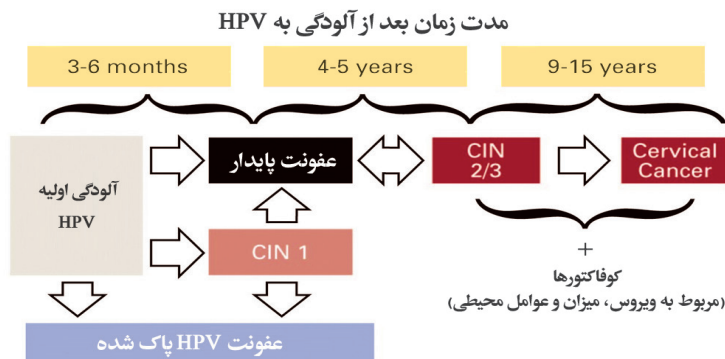 مدت زمان بعد از آلودگی به HPV
3-6 months
4-5 years
9-15 years
آلودگی اولیه
HPV
عفونت پایدار
CIN
2/3
Cervical
Cancer
CIN 1
+
کوفاکتورها
(مربوط به ویروس، میزان و عوامل محیطی)
عفونت HPV پاک شده